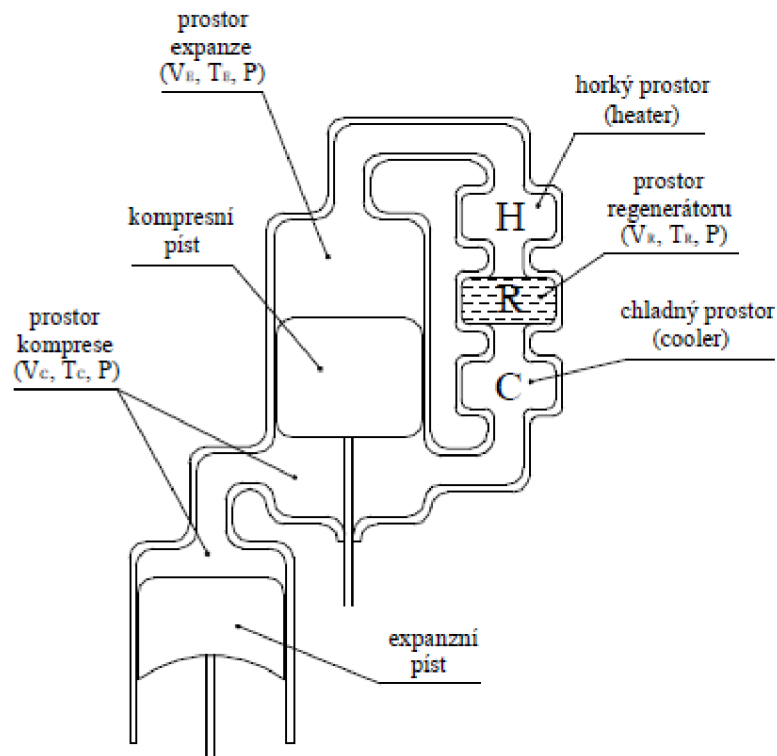 prostor
expanze
(VE, TE, P)
horký prostor
(heater)
prostor
regenerátoru
(VR, TR, P)
kompresní
píst
H
R
chladný prostor
(cooler)
prostor
komprese
(VC, TC, P)
C
expanzní
píst